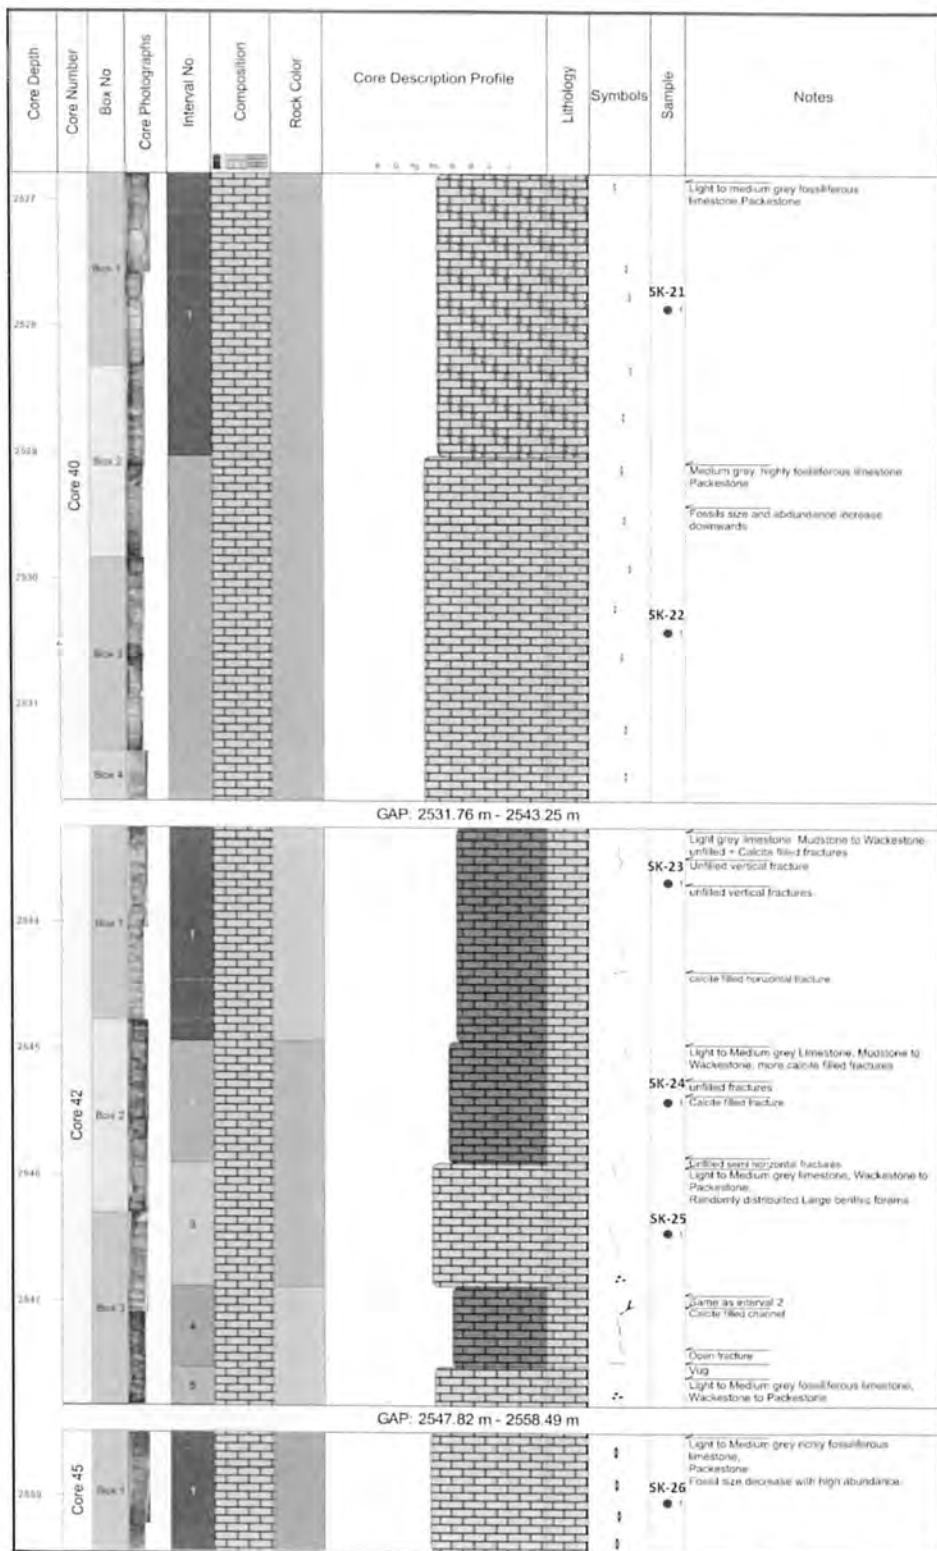 Core Depth
Core Number
Box No
Core Photographs
Interval No
Composition
Rock Color
Core Description Profile
Lithology
Symbols
Sample
Notes
2527
2528
2529
2530
2531
Core 40
Box 1
Box 2
Box 3
Box 4
1
SK-21
SK-22
Light to medium grey fossiliferous
limestone,Packestone
Medium grey, highly fossiliferous limestone
Packestone
Fossils size and abdundance increase
downwards
GAP: 2531.76 m - 2543.25 m
2544
2545
2546
2547
Core 42
Box 1
Box 2
Box 3
1
3
4
5
SK-23
SK-24
SK-25
Light grey limestone. Mudstone to Wackestone
unfilled + Calcite filled fractures
Unfilled vertical fracture
unfilled vertical fractures
calcite filled horizontal fracture
Light to Medium grey Limestone, Mudstone to
Wackestone, more calcite filled fractures
unfilled fractures
Calcite filled fracture
Unfilled semi horizontal fractures
Light to Medium grey limestone, Wackestone to
Packestone,
Randomly distributed Large benthic forams
Same as interval 2
Calcite filled channel
Open fracture
Vug
Light to Medium grey fossiliferous limestone,
Wackestone to Packestone
GAP: 2547.82 m - 2558.49 m
Core 45
Box 1
1
SK-26
Light to Medium grey richly fossiliferous
limestone,
Packestone
Fossil size decrease with high abundance